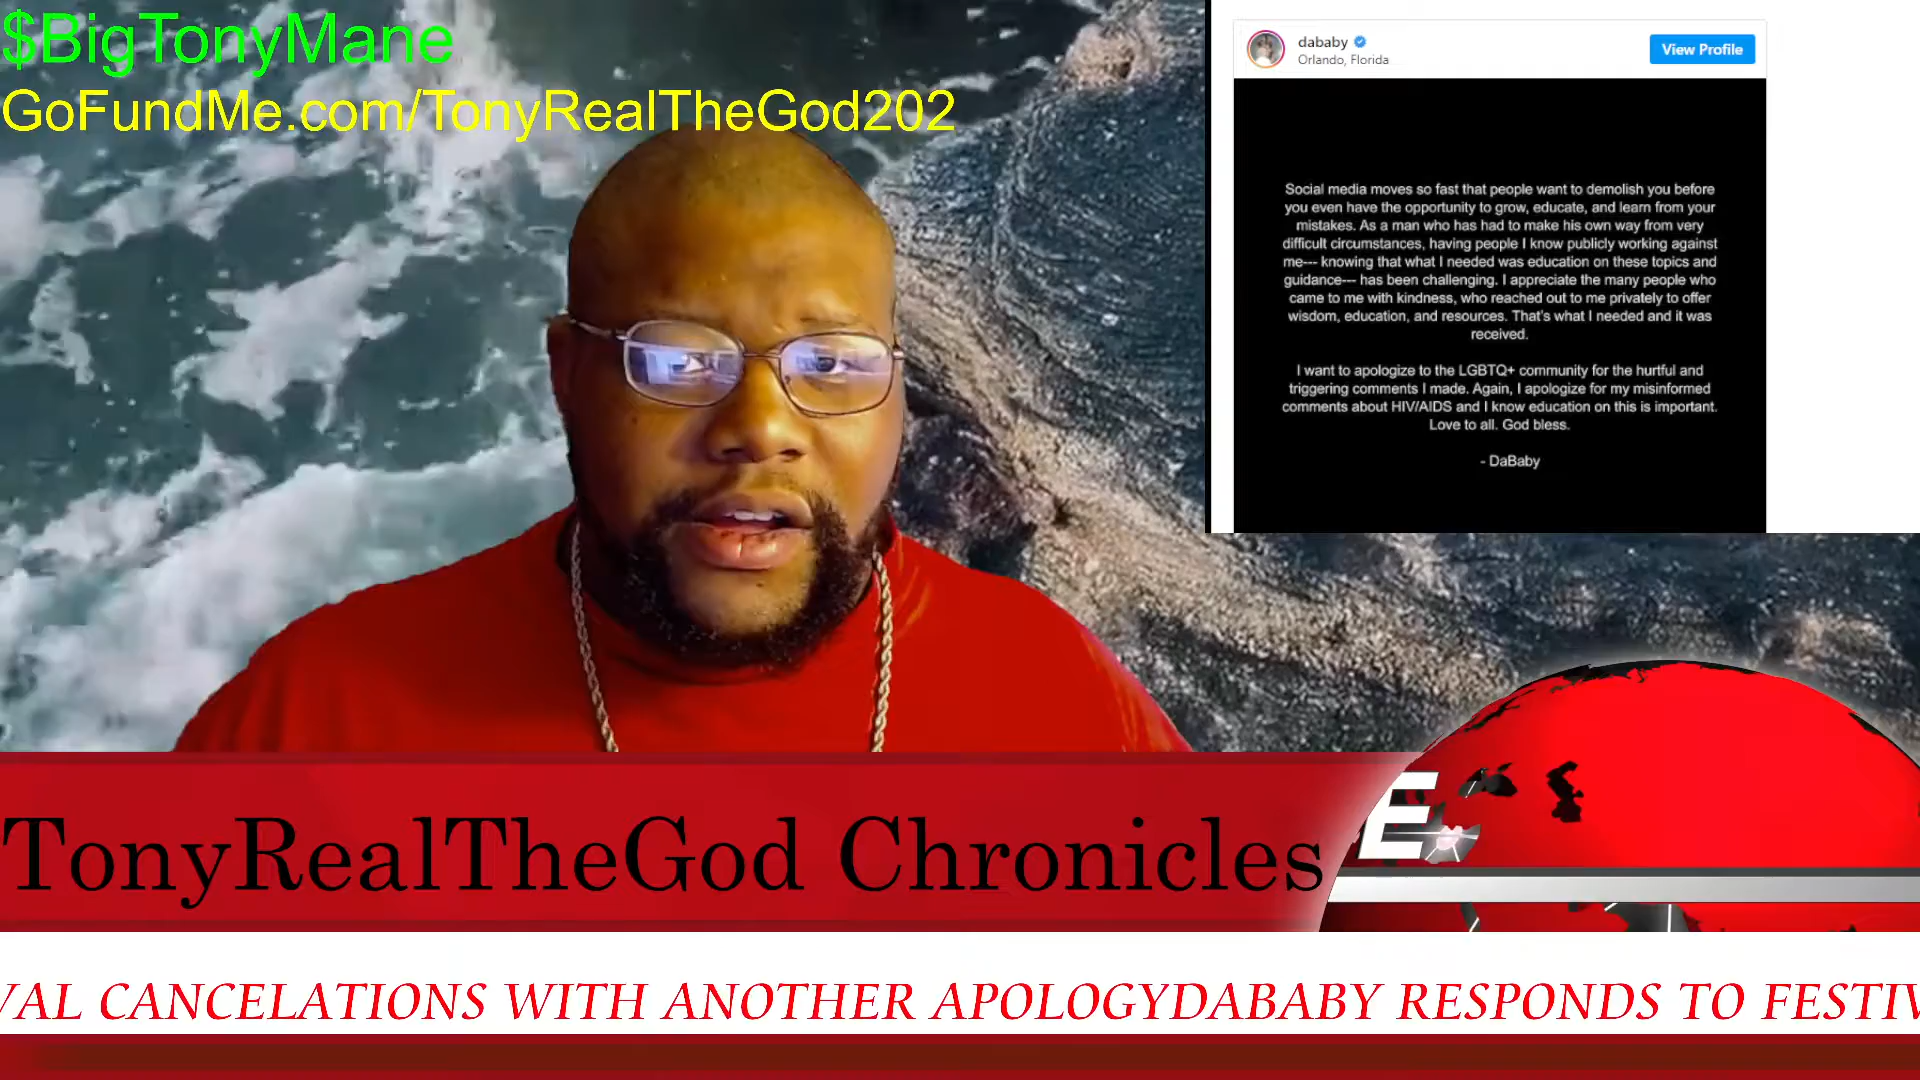 $BigTonyMane
GoFundMe.com/TonyRealTheGod202
dababy
Orlando, Florida
View Profile
Social media moves so fast that people want to demolish you before
you even have the opportunity to grow, educate, and learn from your
mistakes. As a man who has had to make his own way from very
difficult circumstances, having people I know publicly working against
me--- knowing that what I needed was education on these topics and
guidance--- has been challenging. I appreciate the many people who
came to me with kindness, who reached out to me privately to offer
wisdom, education, and resources. That's what I needed and it was
received.
I want to apologize to the LGBTQ+ community for the hurtful and
triggering comments I made. Again, I apologize for my misinformed
comments about HIV/AIDS and I know education on this is important.
Love to all. God bless.
- DaBaby
TonyRealTheGod Chronicles
E
VAL CANCELATIONS WITH ANOTHER APOLOGYDABABY RESPONDS TO FESTIV